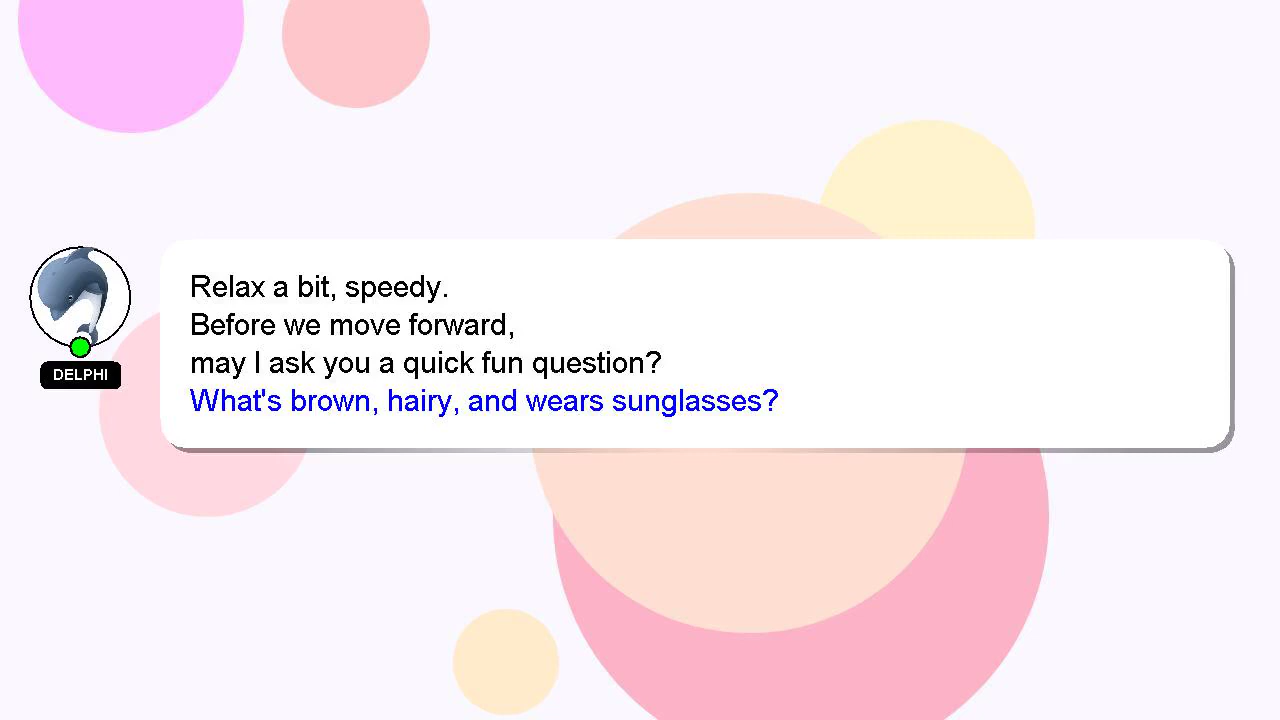 Relax a bit, speedy.
Before we move forward,
may I ask you a quick fun question?
What's brown, hairy, and wears sunglasses?
DELPHI